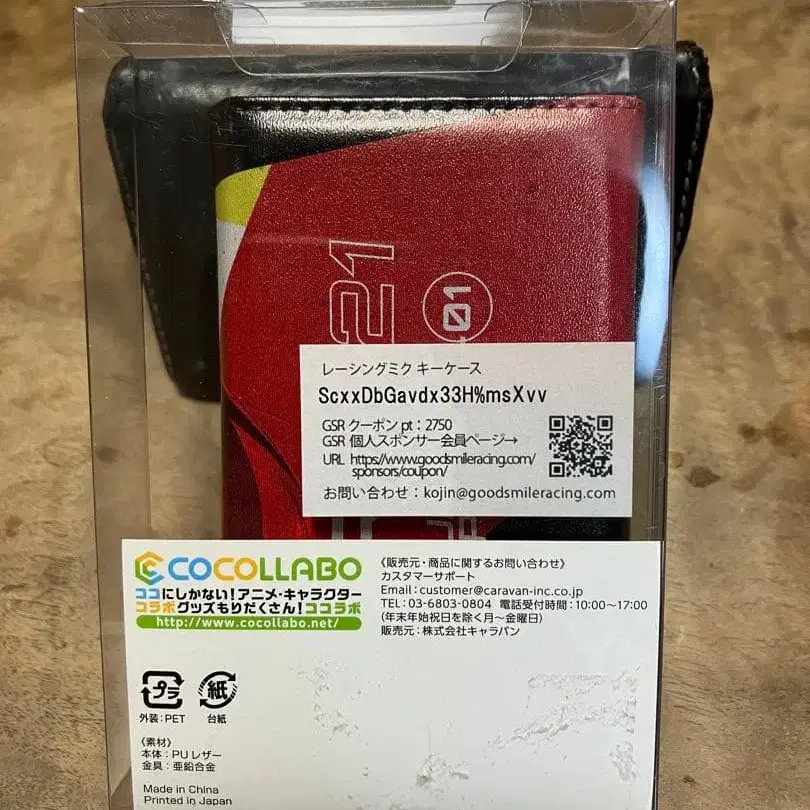 21
01
レーシングミク キーケース
ScxxDbGavdx33H%msXvv
GSR クーポン pt：2750
GSR 個人スポンサー会員ページ→
URL https://www.goodsmileracing.com/
sponsors/coupon/
お問い合わせ：kojin@goodsmileracing.com
COCOLLABO
ココにしかない！アニメ・キャラクター
コラボグッズもりだくさん！ココラボ
http://www.cocollabo.net/
《販売元・商品に関するお問い合わせ》
カスタマーサポート
Email：customer@caravan-inc.co.jp
TEL：03-6803-0804 電話受付時間：10:00～17:00
（年末年始祝日を除く月～金曜日）
販売元：株式会社キャラバン
プラ
外装：PET
紙
台紙
《素材》
本体：PU レザー
金具：亜鉛合金
Made in China
Printed in Japan